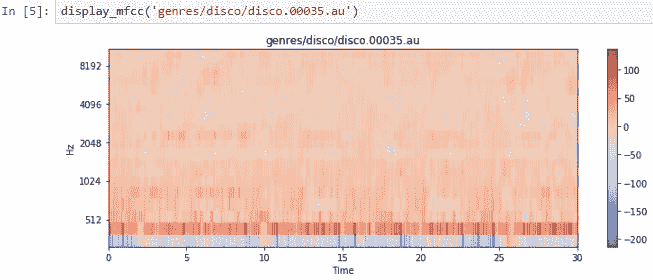 In [5]: display_mfcc('genres/disco/disco.00035.au')
genres/disco/disco.00035.au
8192
4096
2048
1024
512
Hz
0 5 10 15 20 25 30
Time
100
50
0
−50
−100
−150
−200